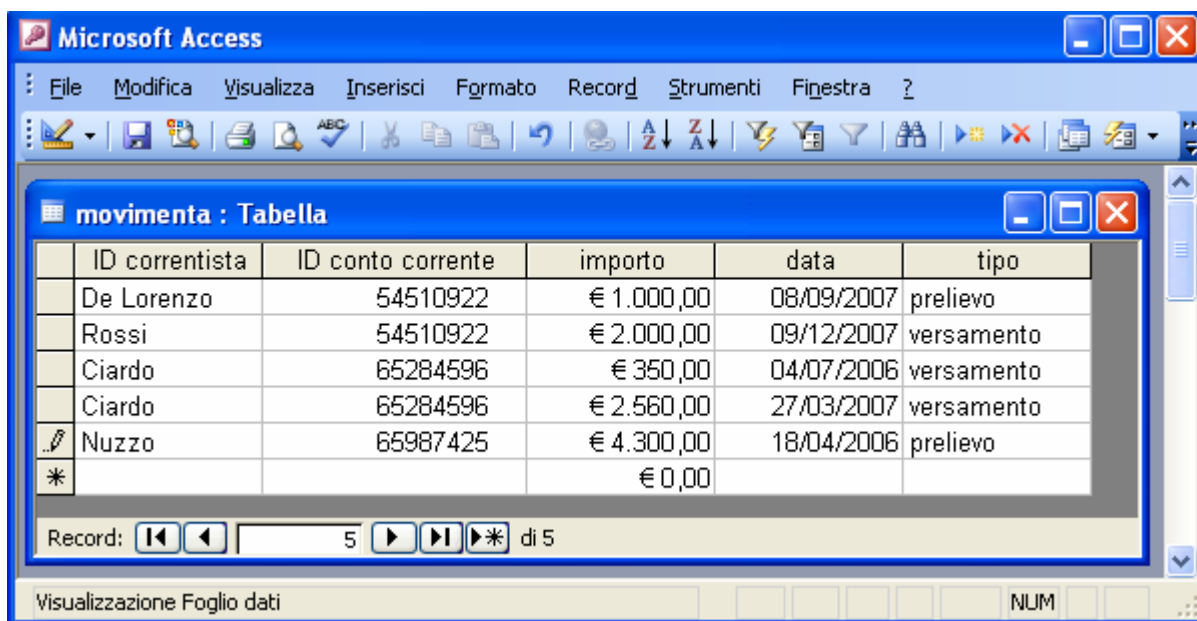 Microsoft Access
File Modifica Visualizza Inserisci Formato Record Strumenti Finestra ?
ABC A Z Z A
movimenta : Tabella
ID correntista ID conto corrente importo data tipo
De Lorenzo 54510922 € 1.000,00 08/09/2007 prelievo
Rossi 54510922 € 2.000,00 09/12/2007 versamento
Ciardo 65284596 € 350,00 04/07/2006 versamento
Ciardo 65284596 € 2.560,00 27/03/2007 versamento
Nuzzo 65987425 € 4.300,00 18/04/2006 prelievo
€ 0,00
Record: 5 di 5
Visualizzazione Foglio dati NUM